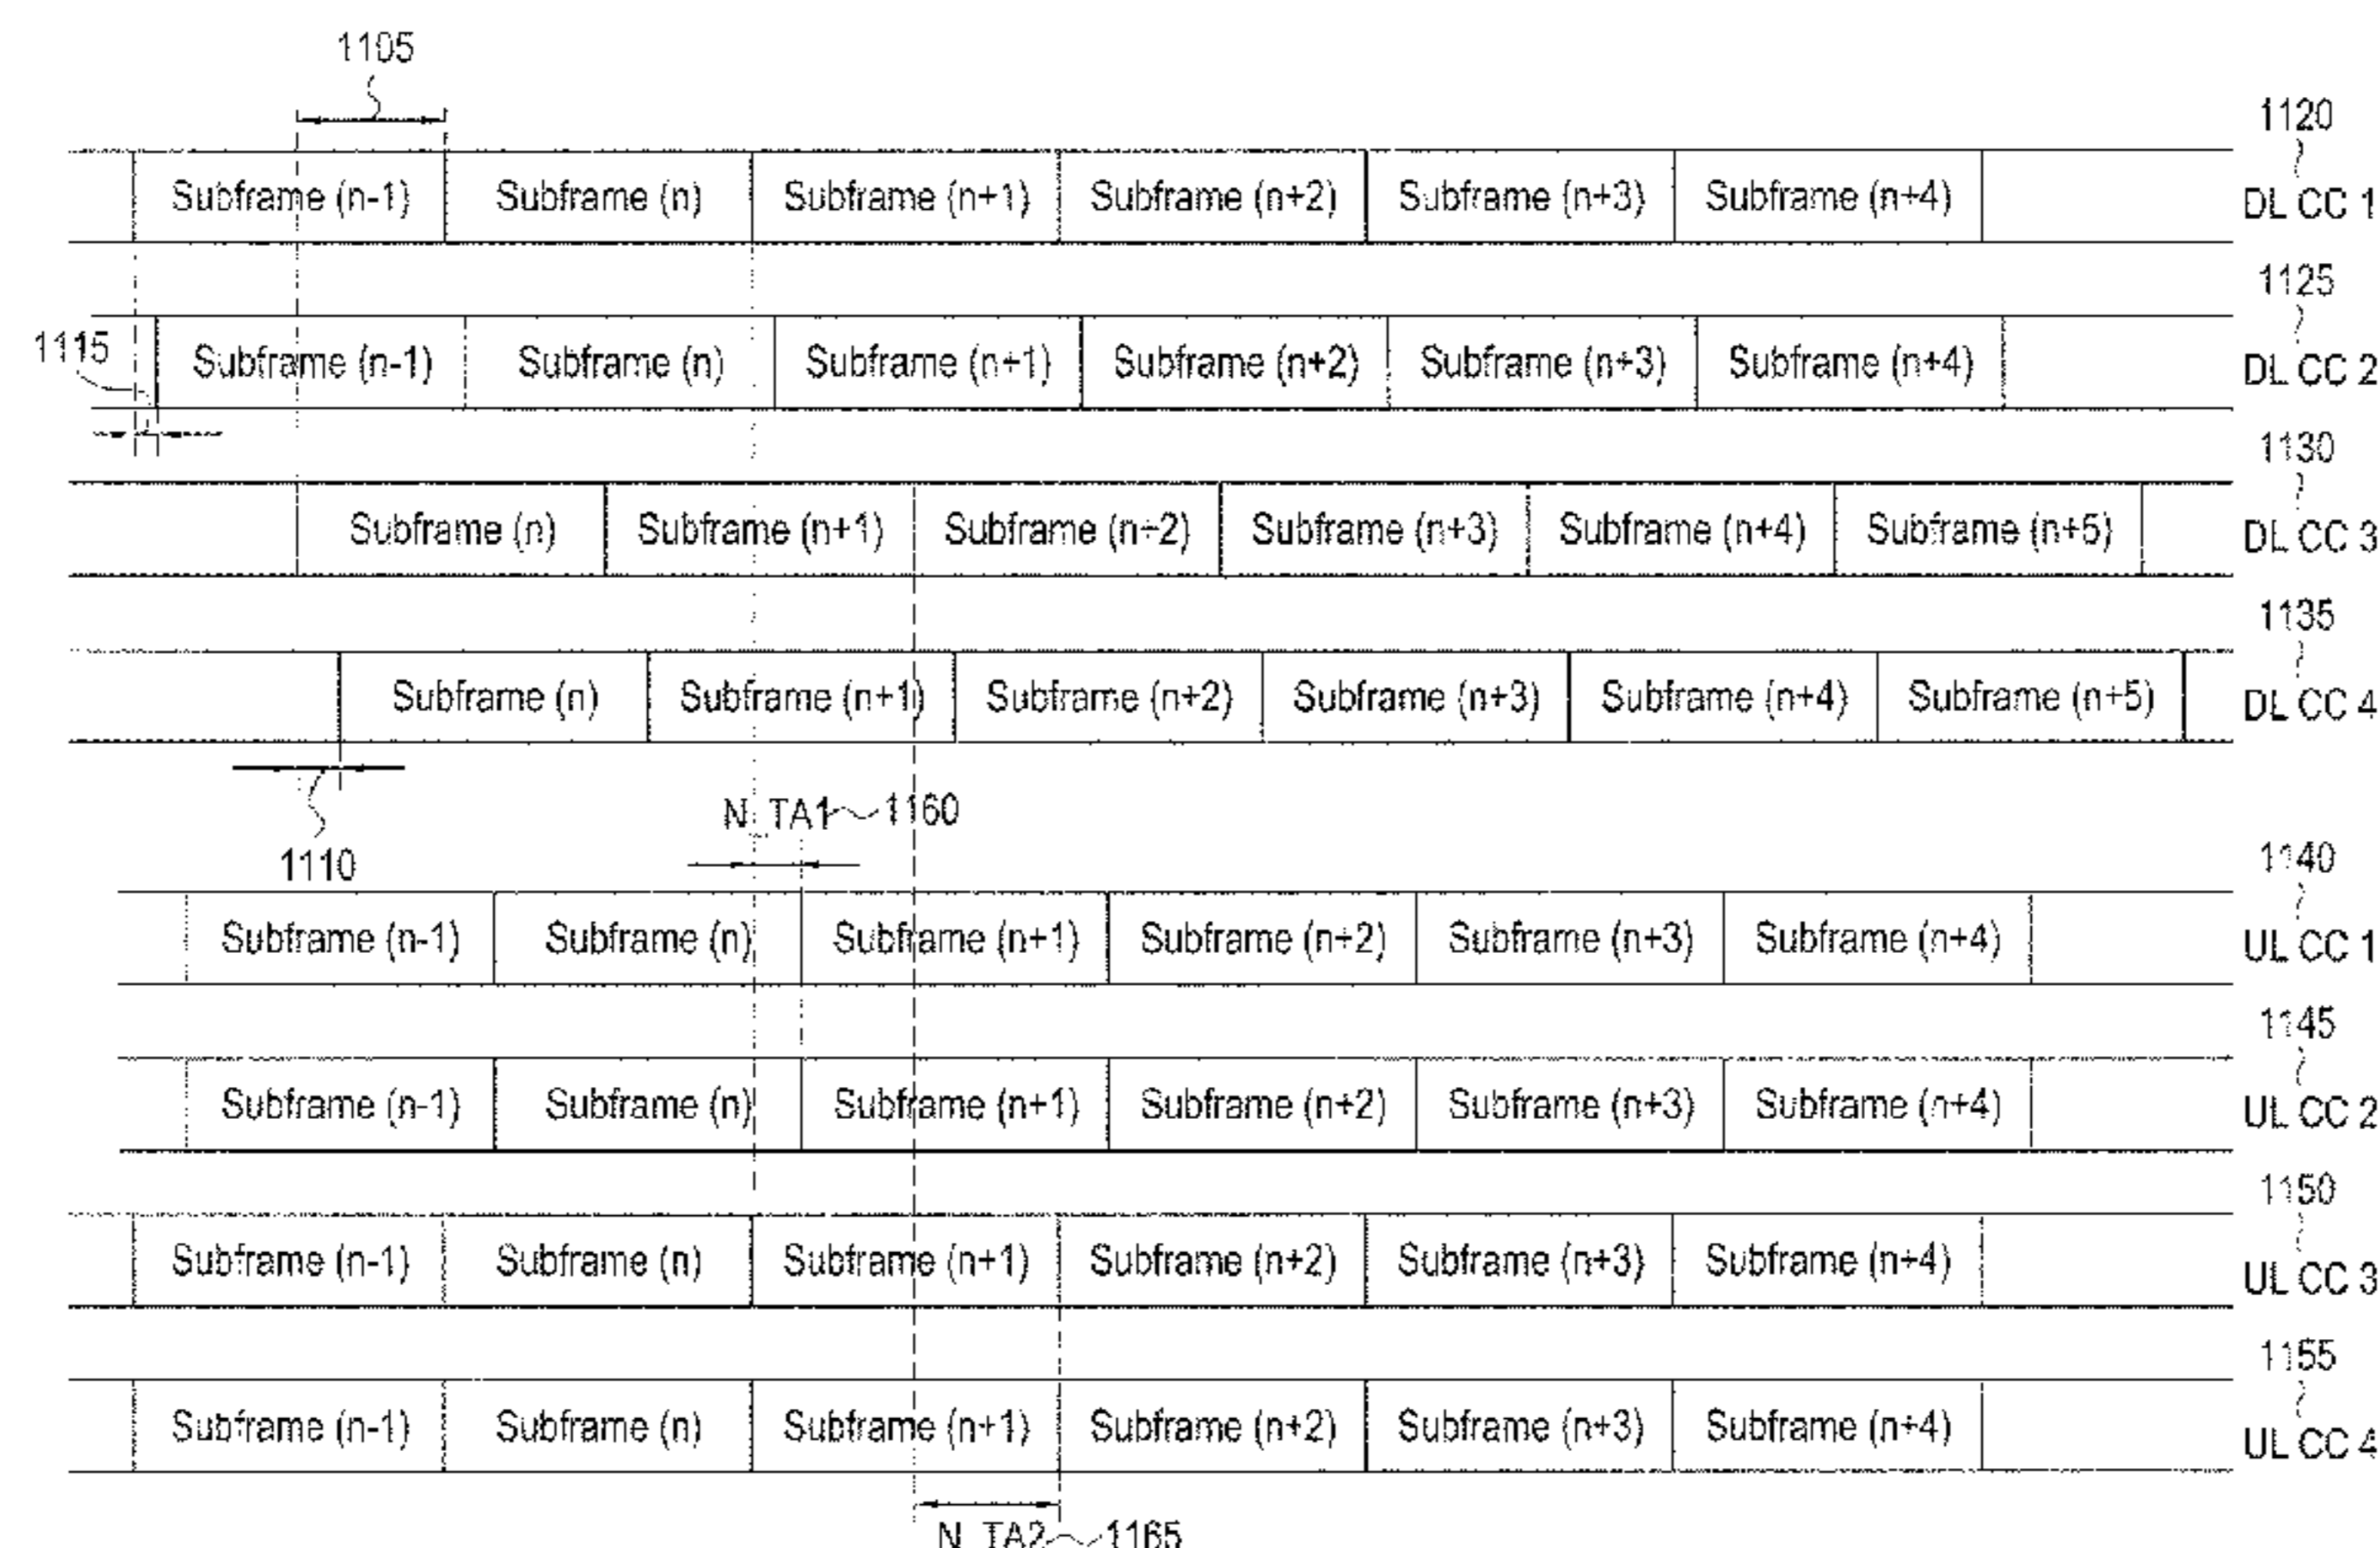 1105
1120
Subframe (n-1) Subframe (n) Subframe (n+1) Subframe (n+2) Subframe (n+3) Subframe (n+4) DL CC 1
1125
1115 Subframe (n-1) Subframe (n) Subframe (n+1) Subframe (n+2) Subframe (n+3) Subframe (n+4) DL CC 2
1130
Subframe (n) Subframe (n+1) Subframe (n+2) Subframe (n+3) Subframe (n+4) Subframe (n+5) DL CC 3
1135
Subframe (n) Subframe (n+1) Subframe (n+2) Subframe (n+3) Subframe (n+4) Subframe (n+5) DL CC 4
N_TA1 1160
1110
1140
Subframe (n-1) Subframe (n) Subframe (n+1) Subframe (n+2) Subframe (n+3) Subframe (n+4) UL CC 1
1145
Subframe (n-1) Subframe (n) Subframe (n+1) Subframe (n+2) Subframe (n+3) Subframe (n+4) UL CC 2
1150
Subframe (n-1) Subframe (n) Subframe (n+1) Subframe (n+2) Subframe (n+3) Subframe (n+4) UL CC 3
1155
Subframe (n-1) Subframe (n) Subframe (n+1) Subframe (n+2) Subframe (n+3) Subframe (n+4) UL CC 4
N_TA2 1165